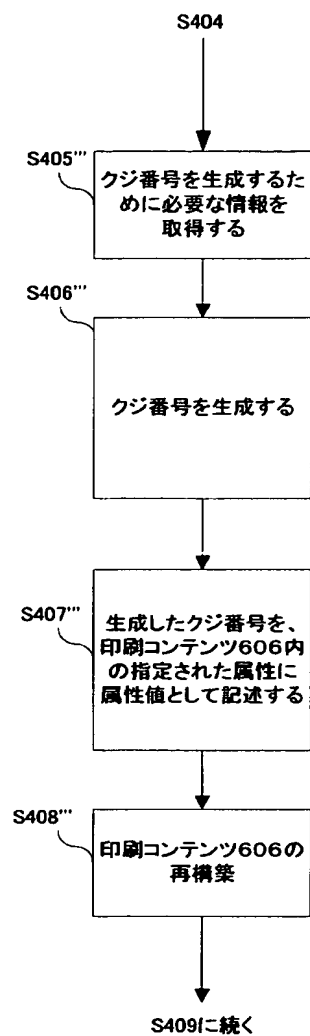 S404
S405'''
クジ番号を生成するた
めに必要な情報を
取得する
S406'''
クジ番号を生成する
S407'''
生成したクジ番号を、
印刷コンテンツ606内
の指定された属性に
属性値として記述する
S408'''
印刷コンテンツ606の
再構築
S409に続く